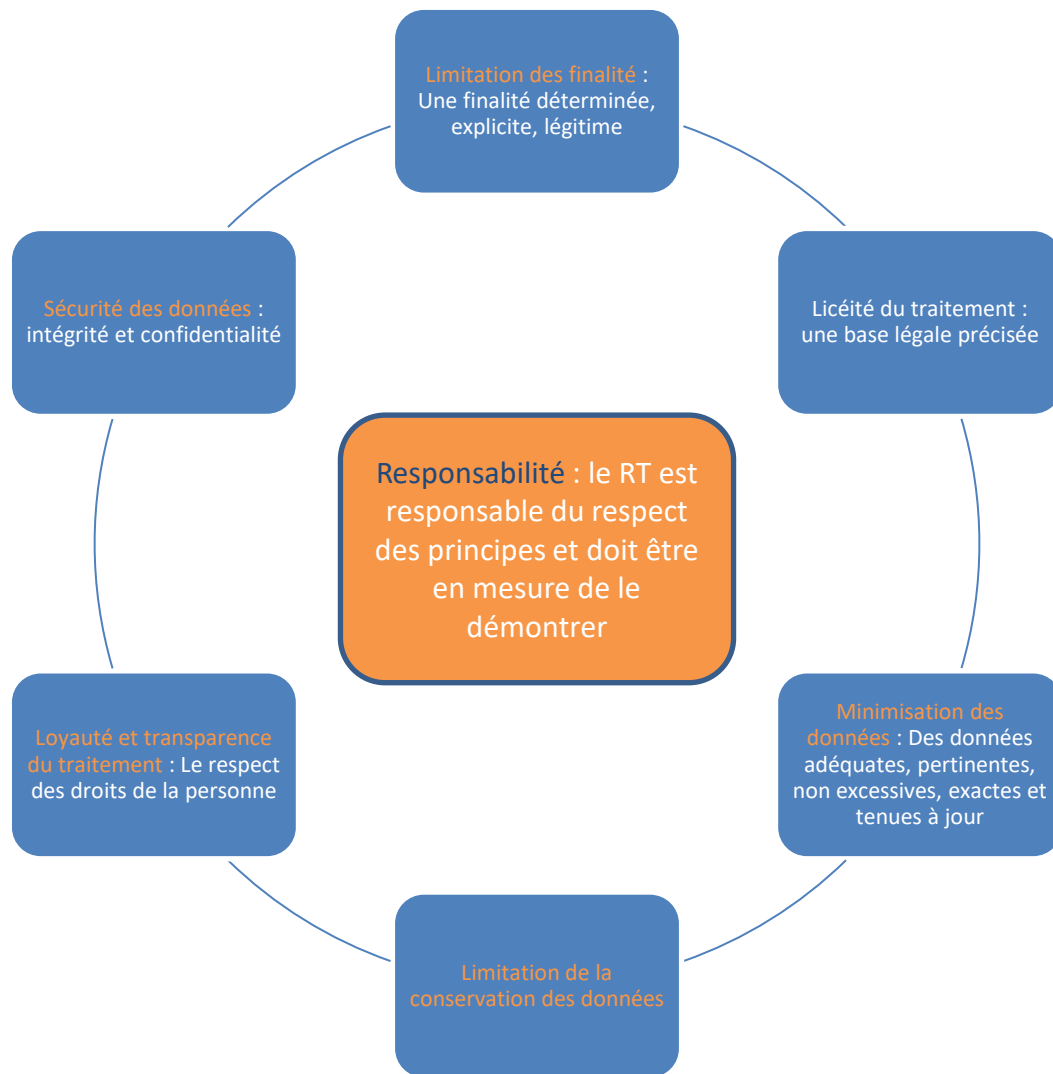 Limitation des finalité :
Une finalité déterminée,
explicite, légitime
Sécurité des données :
intégrité et confidentialité
Licéité du traitement :
une base légale précisée
Responsabilité : le RT est
responsable du respect
des principes et doit être
en mesure de le
démontrer
Loyauté et transparence
du traitement : Le respect
des droits de la personne
Minimisation des
données : Des données
adéquates, pertinentes,
non excessives, exactes et
tenues à jour
Limitation de la
conservation des données